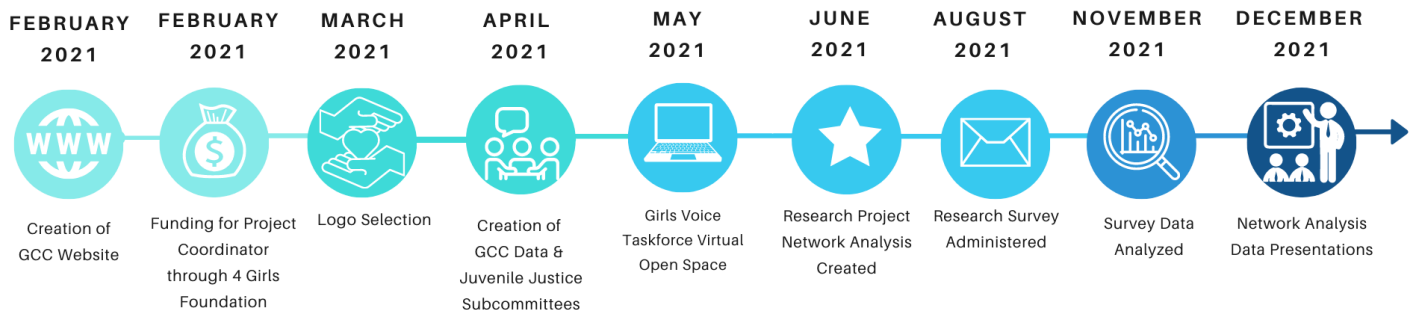 FEBRUARY
2021
WWW
Creation of
GCC Website
FEBRUARY
2021
$
Funding for Project
Coordinator
through 4 Girls
Foundation
MARCH
2021
Logo Selection
APRIL
2021
Creation of
GCC Data &
Juvenile Justice
Subcommittees
MAY
2021
Girls Voice
Taskforce Virtual
Open Space
JUNE
2021
Research Project
Network Analysis
Created
AUGUST
2021
Research Survey
Administered
NOVEMBER
2021
Survey Data
Analyzed
DECEMBER
2021
Network Analysis
Data Presentations